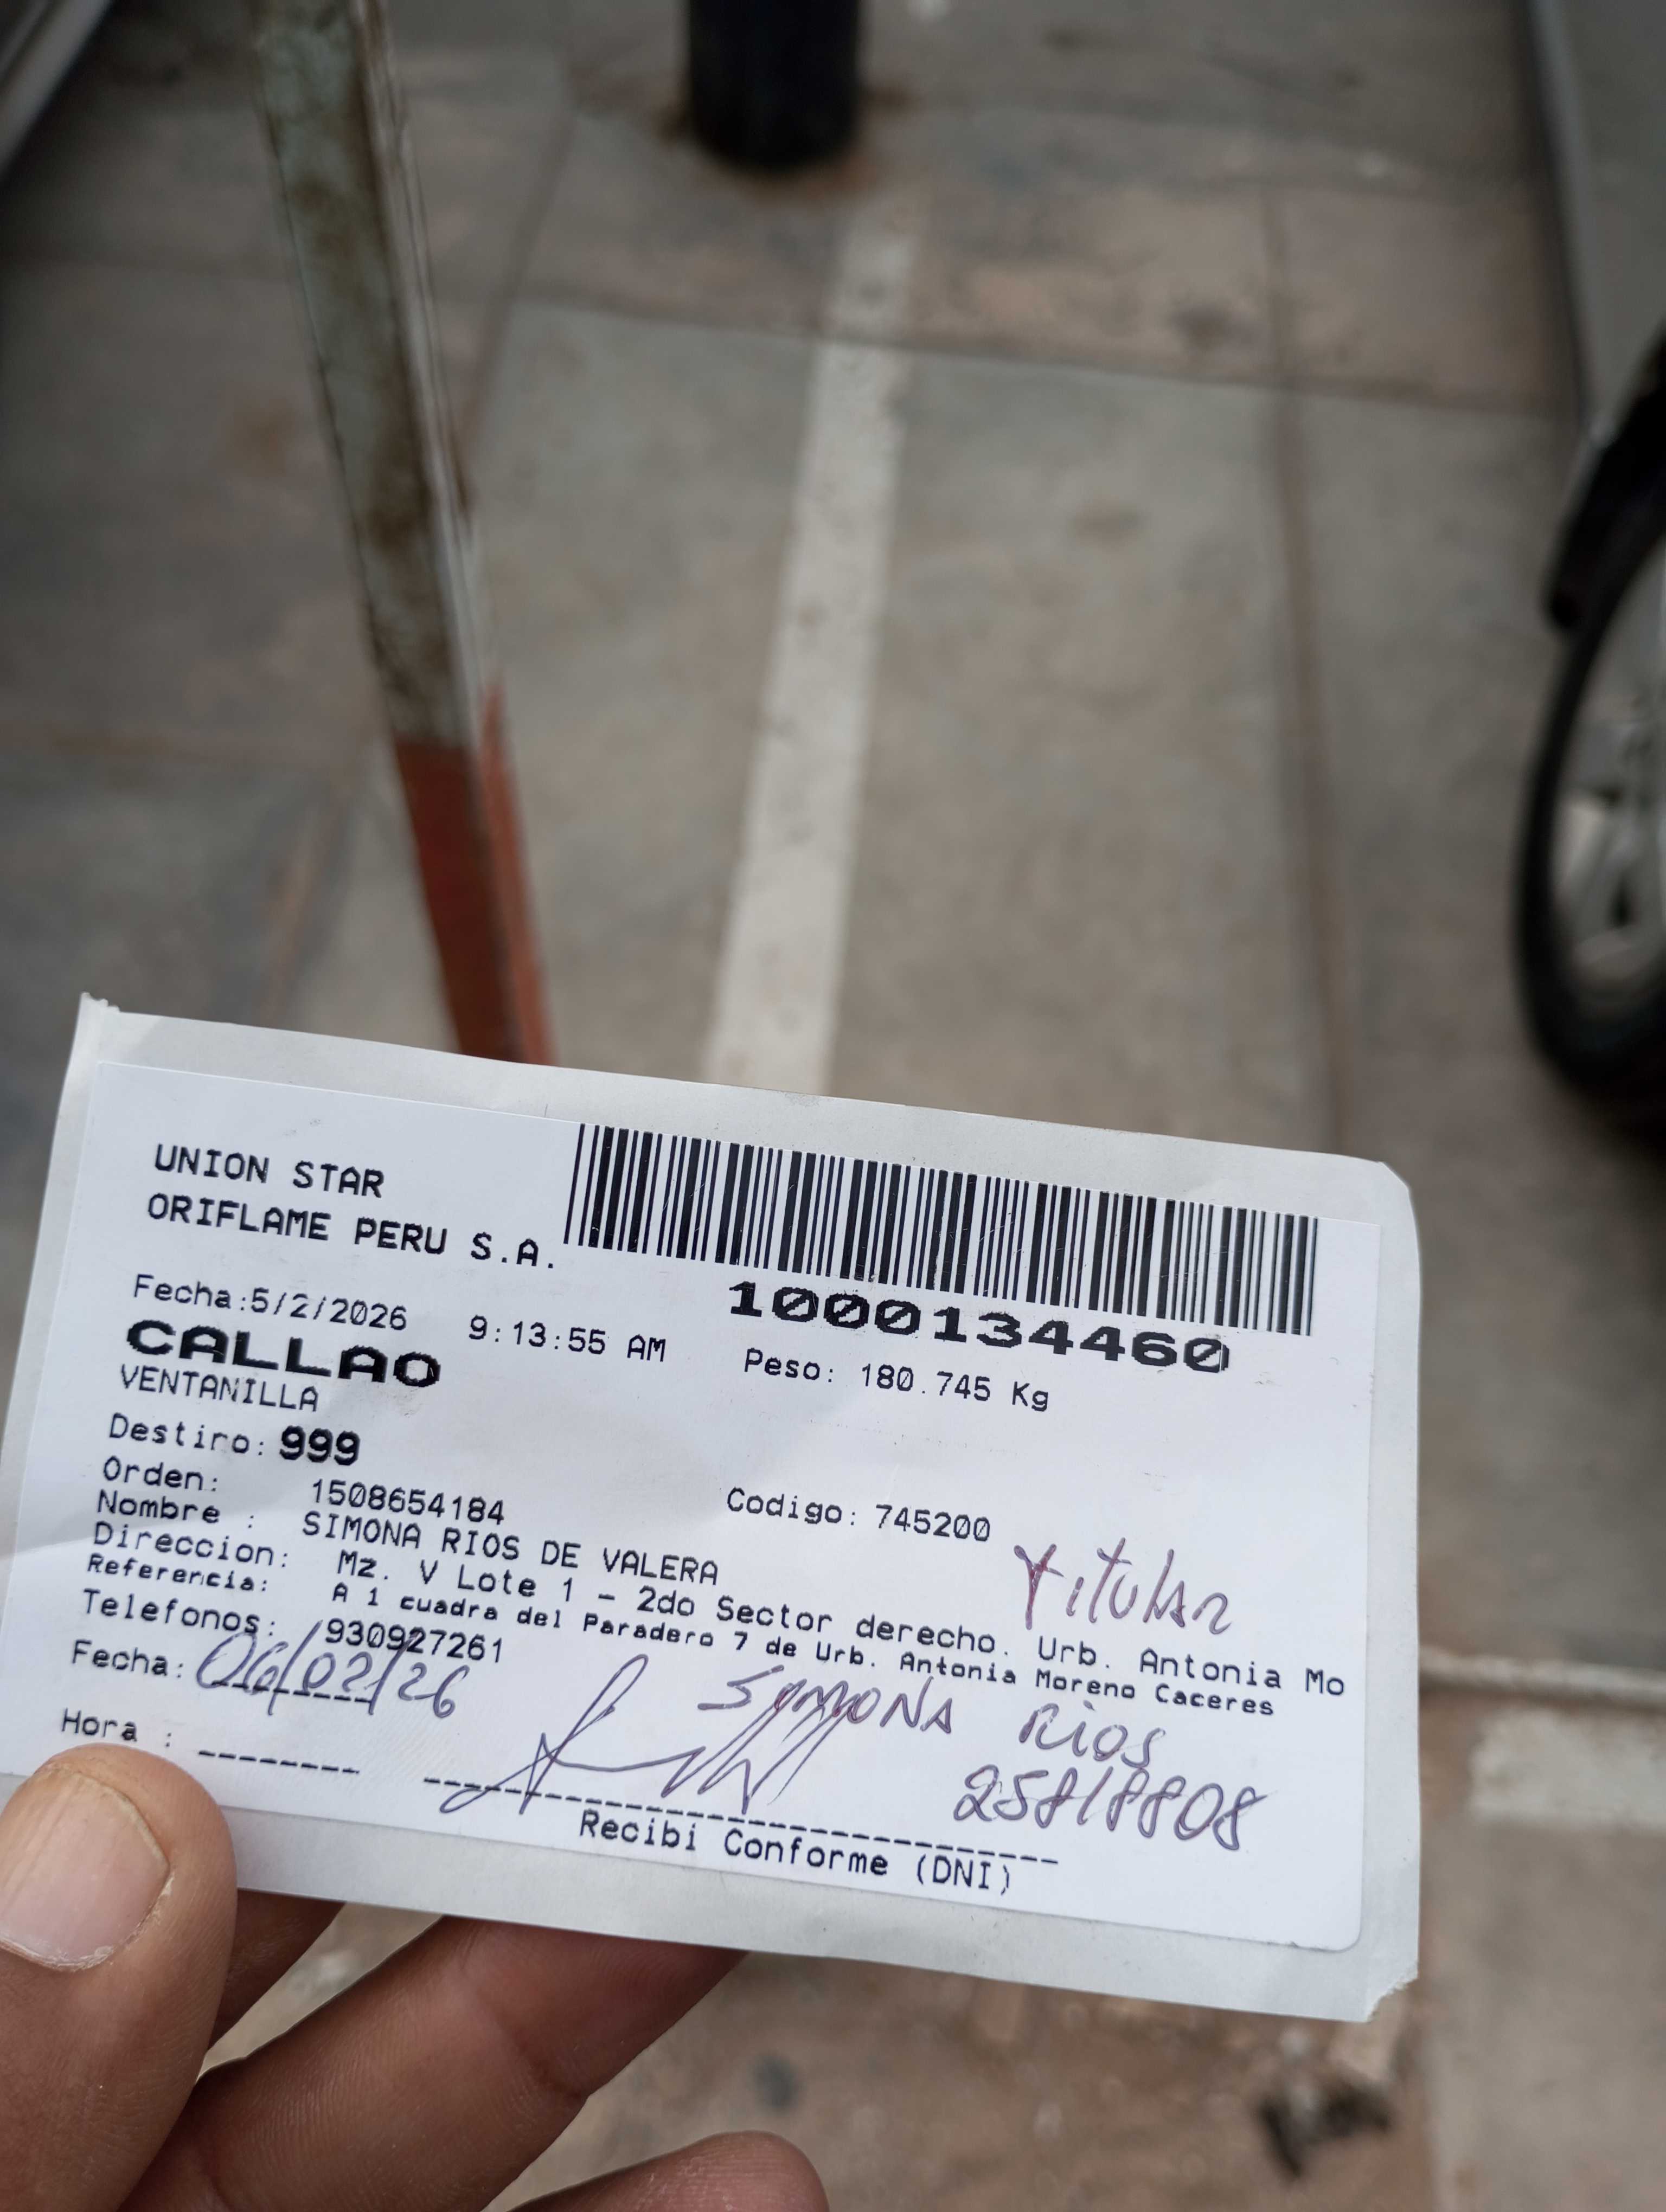 UNION STAR
ORIFLAME PERU S.A.
1000134460
Fecha:5/2/2026 9:13:55 AM Peso: 180.745 Kg
CALLAO
VENTANILLA
Destiro: 999
Orden: 1508654184 Codigo: 745200
Nombre : SIMONA RIOS DE VALERA
Titular
Direccion: Mz. V Lote 1 - 2do Sector derecho. Urb. Antonia Mo
Referencia: A 1 cuadra del Paradero 7 de Urb. Antonia Moreno Caceres
Telefonos: /930927261
Fecha: 06/02/26 SIMONA Rios
Hora : 25818808
Recibi Conforme (DNI)